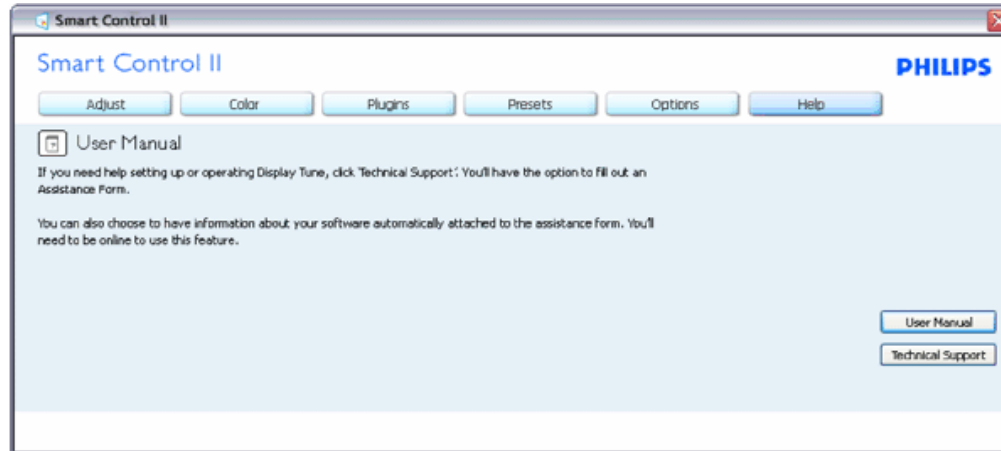 Smart Control II
Smart Control II
PHILIPS
Adjust Color Plugins Presets Options Help
User Manual
If you need help setting up or operating Display Tune, click 'Technical Support'. You'll have the option to fill out an
Assistance Form.
You can also choose to have information about your software automatically attached to the assistance form. You'll
need to be online to use this feature.
User Manual
Technical Support